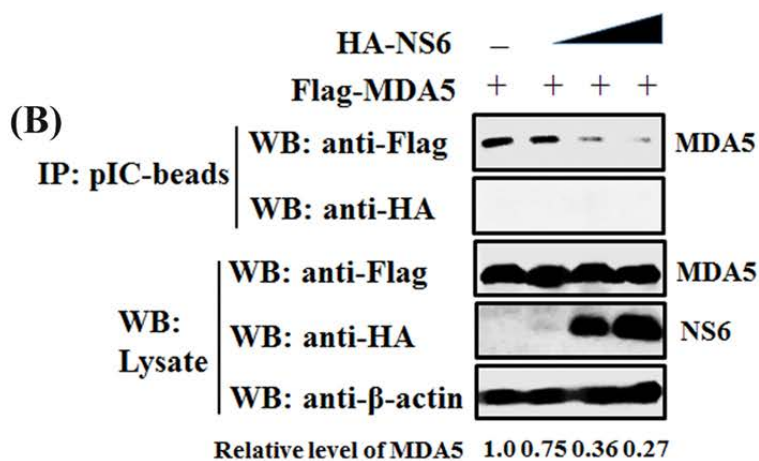 HA-NS6 –
Flag-MDA5 + + + +
(B)
IP: pIC-beads
WB: anti-Flag MDA5
WB: anti-HA
WB: Lysate
WB: anti-Flag MDA5
WB: anti-HA NS6
WB: anti-β-actin
Relative level of MDA5 1.0 0.75 0.36 0.27